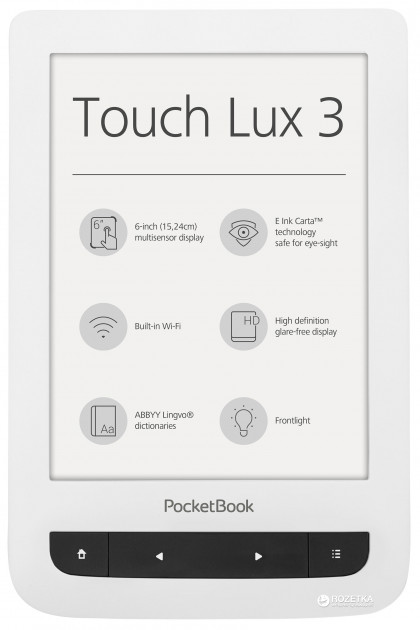 Touch Lux 3
6"
6-inch (15,24cm)
multisensor display
E Ink Carta™
technology
safe for eye-sight
Built-in Wi-Fi
HD
High definition
glare-free display
Aa
ABBYY Lingvo®
dictionaries
Frontlight
PocketBook
ROZETKA